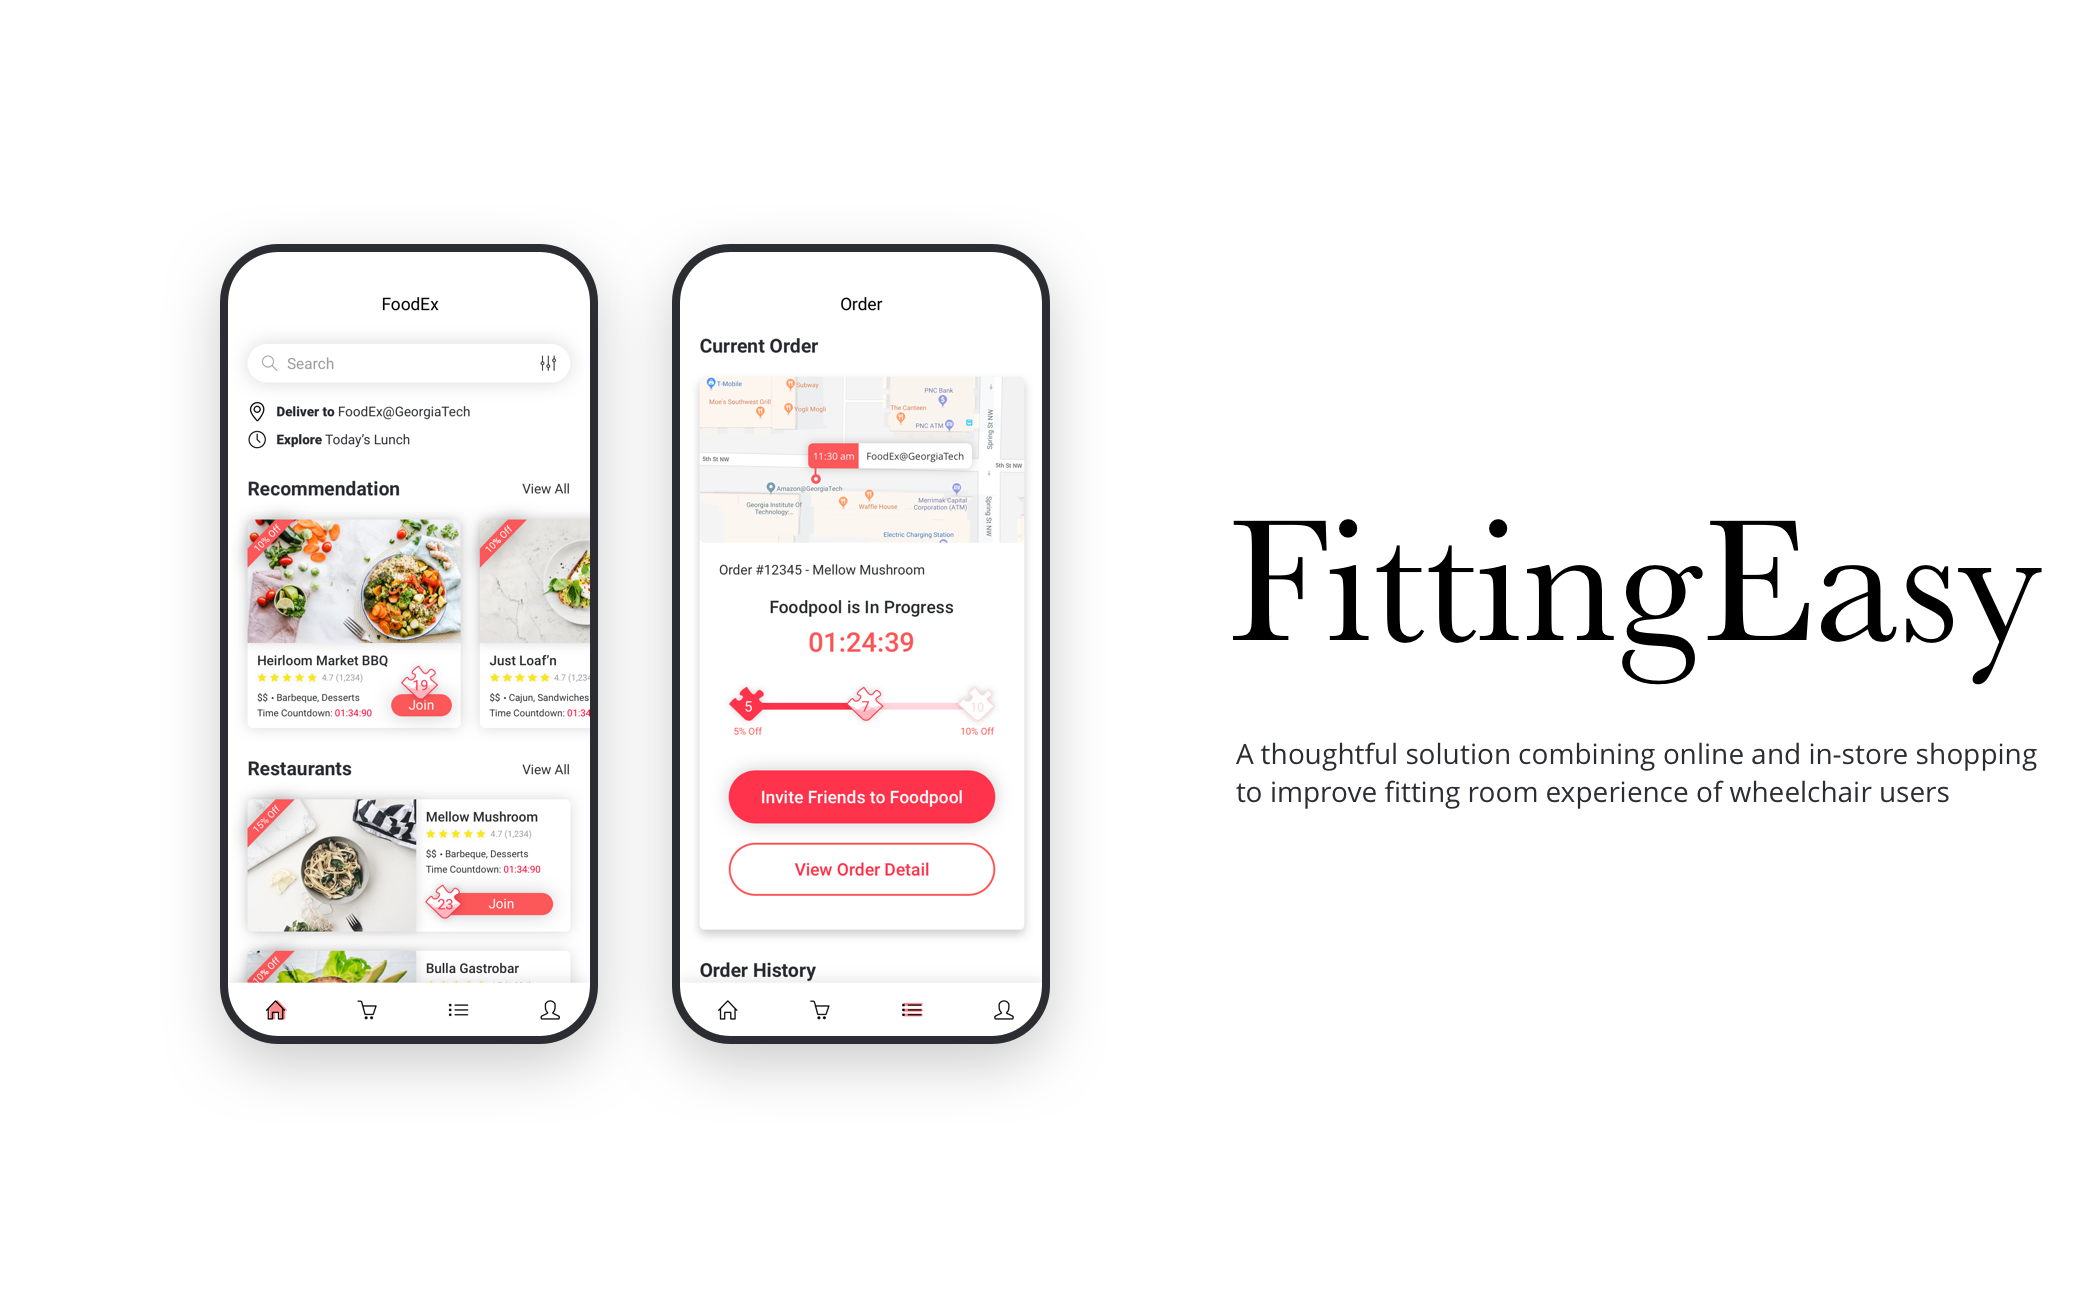 FoodEx
Search
Deliver to FoodEx@GeorgiaTech
Explore Today's Lunch
Recommendation View All
10% Off
10% Off
Heirloom Market BBQ
4.7 (1,234)
$$ • Barbeque, Desserts
Time Countdown: 01:34:90
19
Join
Just Loaf'n
4.7 (1,23
$$ • Cajun, Sandwiches
Time Countdown: 01:34
Restaurants View All
15% Off
Mellow Mushroom
4.7 (1,234)
$$ • Barbeque, Desserts
Time Countdown: 01:34:90
23 Join
10% Off
Bulla Gastrobar
Order
Current Order
T-Mobile
Subway
Moe's Southwest Grill
Yogli Mogli
PNC Bank
The Canteen
PNC ATM
Spring St NW
5th St NW
11:30 am FoodEx@GeorgiaTech
5th St NW
Amazon@GeorgiaTech
Georgia Institute Of
Technology...
Waffle House
Merrimak Capital
Corporation (ATM)
Spring St NW
Electric Charging Station
Order #12345 - Mellow Mushroom
Foodpool is In Progress
01:24:39
5 7 10
5% Off 10% Off
Invite Friends to Foodpool
View Order Detail
Order History
FittingEasy
A thoughtful solution combining online and in-store shopping
to improve fitting room experience of wheelchair users